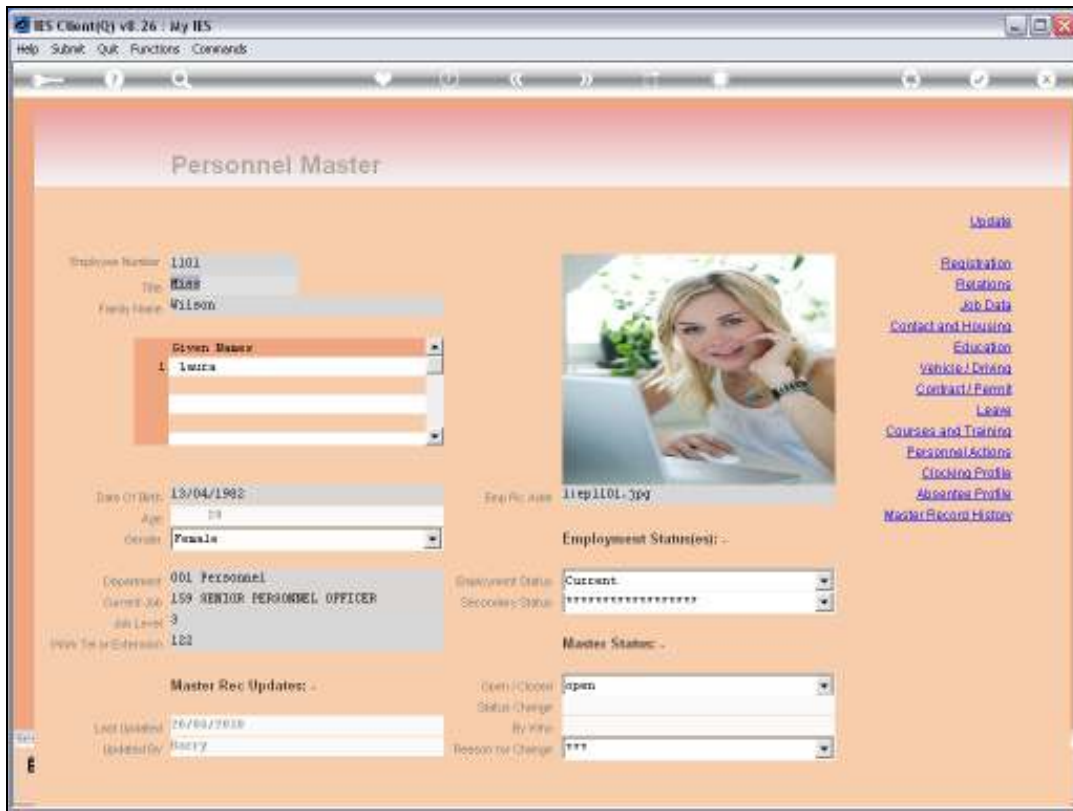 IES Client(Q) v8.26 : My IES
Help Submit Quit Functions Commands
Personnel Master
Update
Employee Number 1101
Title Miss
Family Name Wilson
Given Names
1 laura
Registration
Relations
Job Data
Contact and Housing
Education
Vehicle / Driving
Contract / Permit
Leave
Courses and Training
Personnel Actions
Clocking Profile
Absentee Profile
Master Record History
Date Of Birth 13/04/1982
Age
Gender Female
Emp Pic Name
Employment Status(es): -
Department 001 Personnel
Current Job 159 SENIOR PERSONNEL OFFICER
Job Level 3
Work Tel or Extension 122
Employment Status Current
Secondary Status ******************
Master Status: -
Master Rec Updates: -
Open / Closed open
Status Change
By Who
Reason for Change ***
Last Updated
Updated By Harry